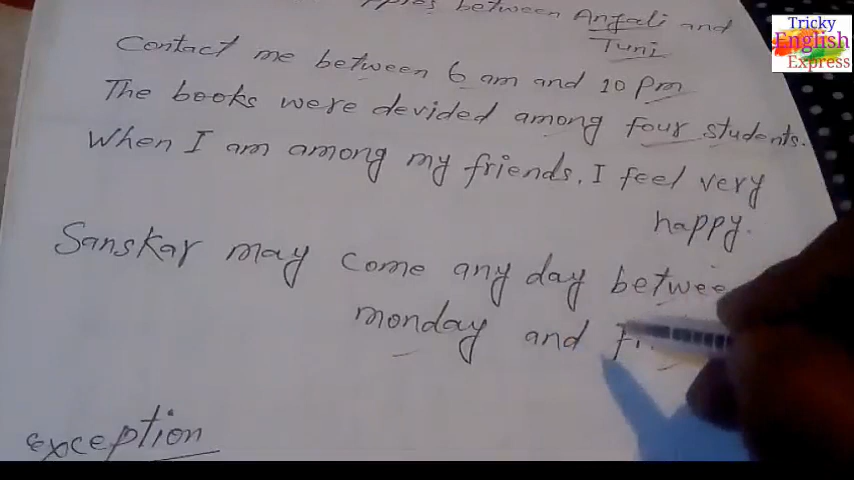 between Anjali and
Tuni
Contact me between 6 am and 10 pm
The books were devided among four students.
When I am among my friends, I feel very
happy.
Sanskar may come any day
monday and
exception
Tricky
English
Express